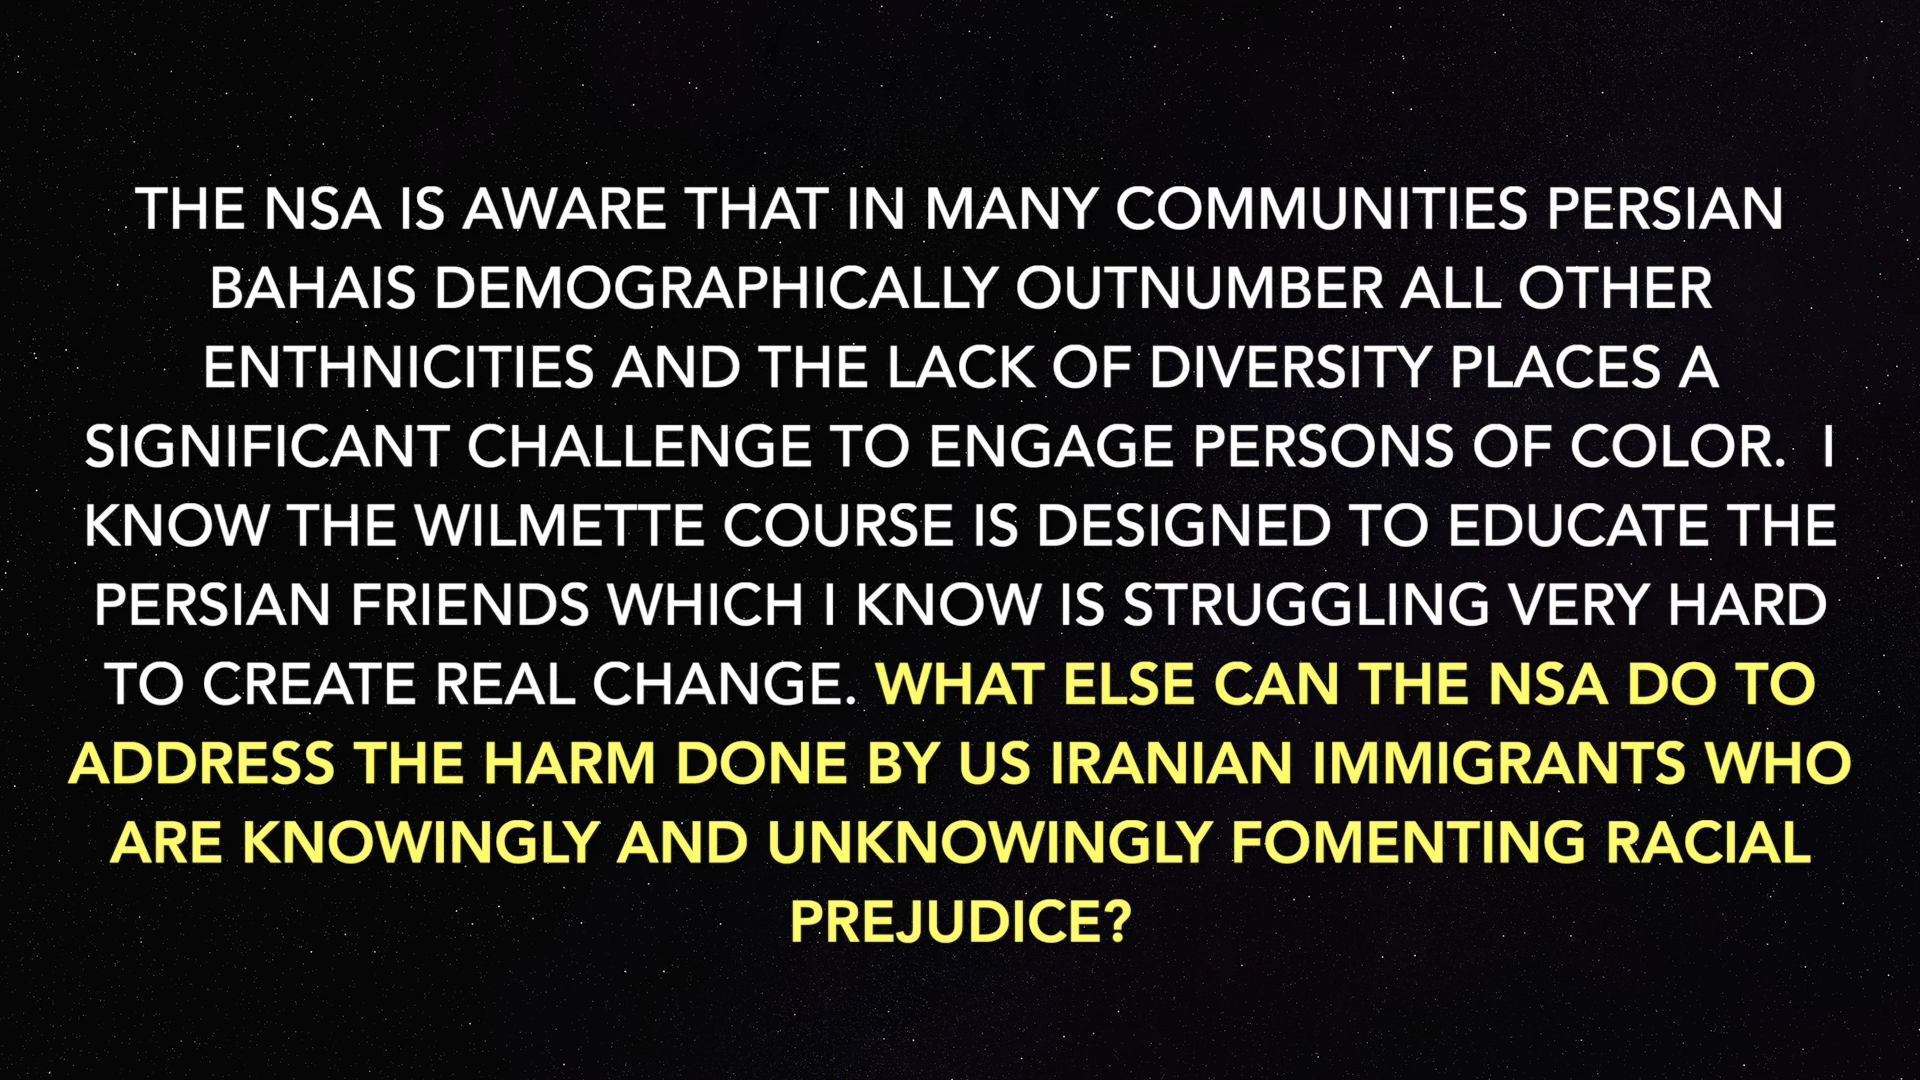 THE NSA IS AWARE THAT IN MANY COMMUNITIES PERSIAN
BAHAIS DEMOGRAPHICALLY OUTNUMBER ALL OTHER
ENTHNICITIES AND THE LACK OF DIVERSITY PLACES A
SIGNIFICANT CHALLENGE TO ENGAGE PERSONS OF COLOR.  I
KNOW THE WILMETTE COURSE IS DESIGNED TO EDUCATE THE
PERSIAN FRIENDS WHICH I KNOW IS STRUGGLING VERY HARD
TO CREATE REAL CHANGE. WHAT ELSE CAN THE NSA DO TO
ADDRESS THE HARM DONE BY US IRANIAN IMMIGRANTS WHO
ARE KNOWINGLY AND UNKNOWINGLY FOMENTING RACIAL
PREJUDICE?